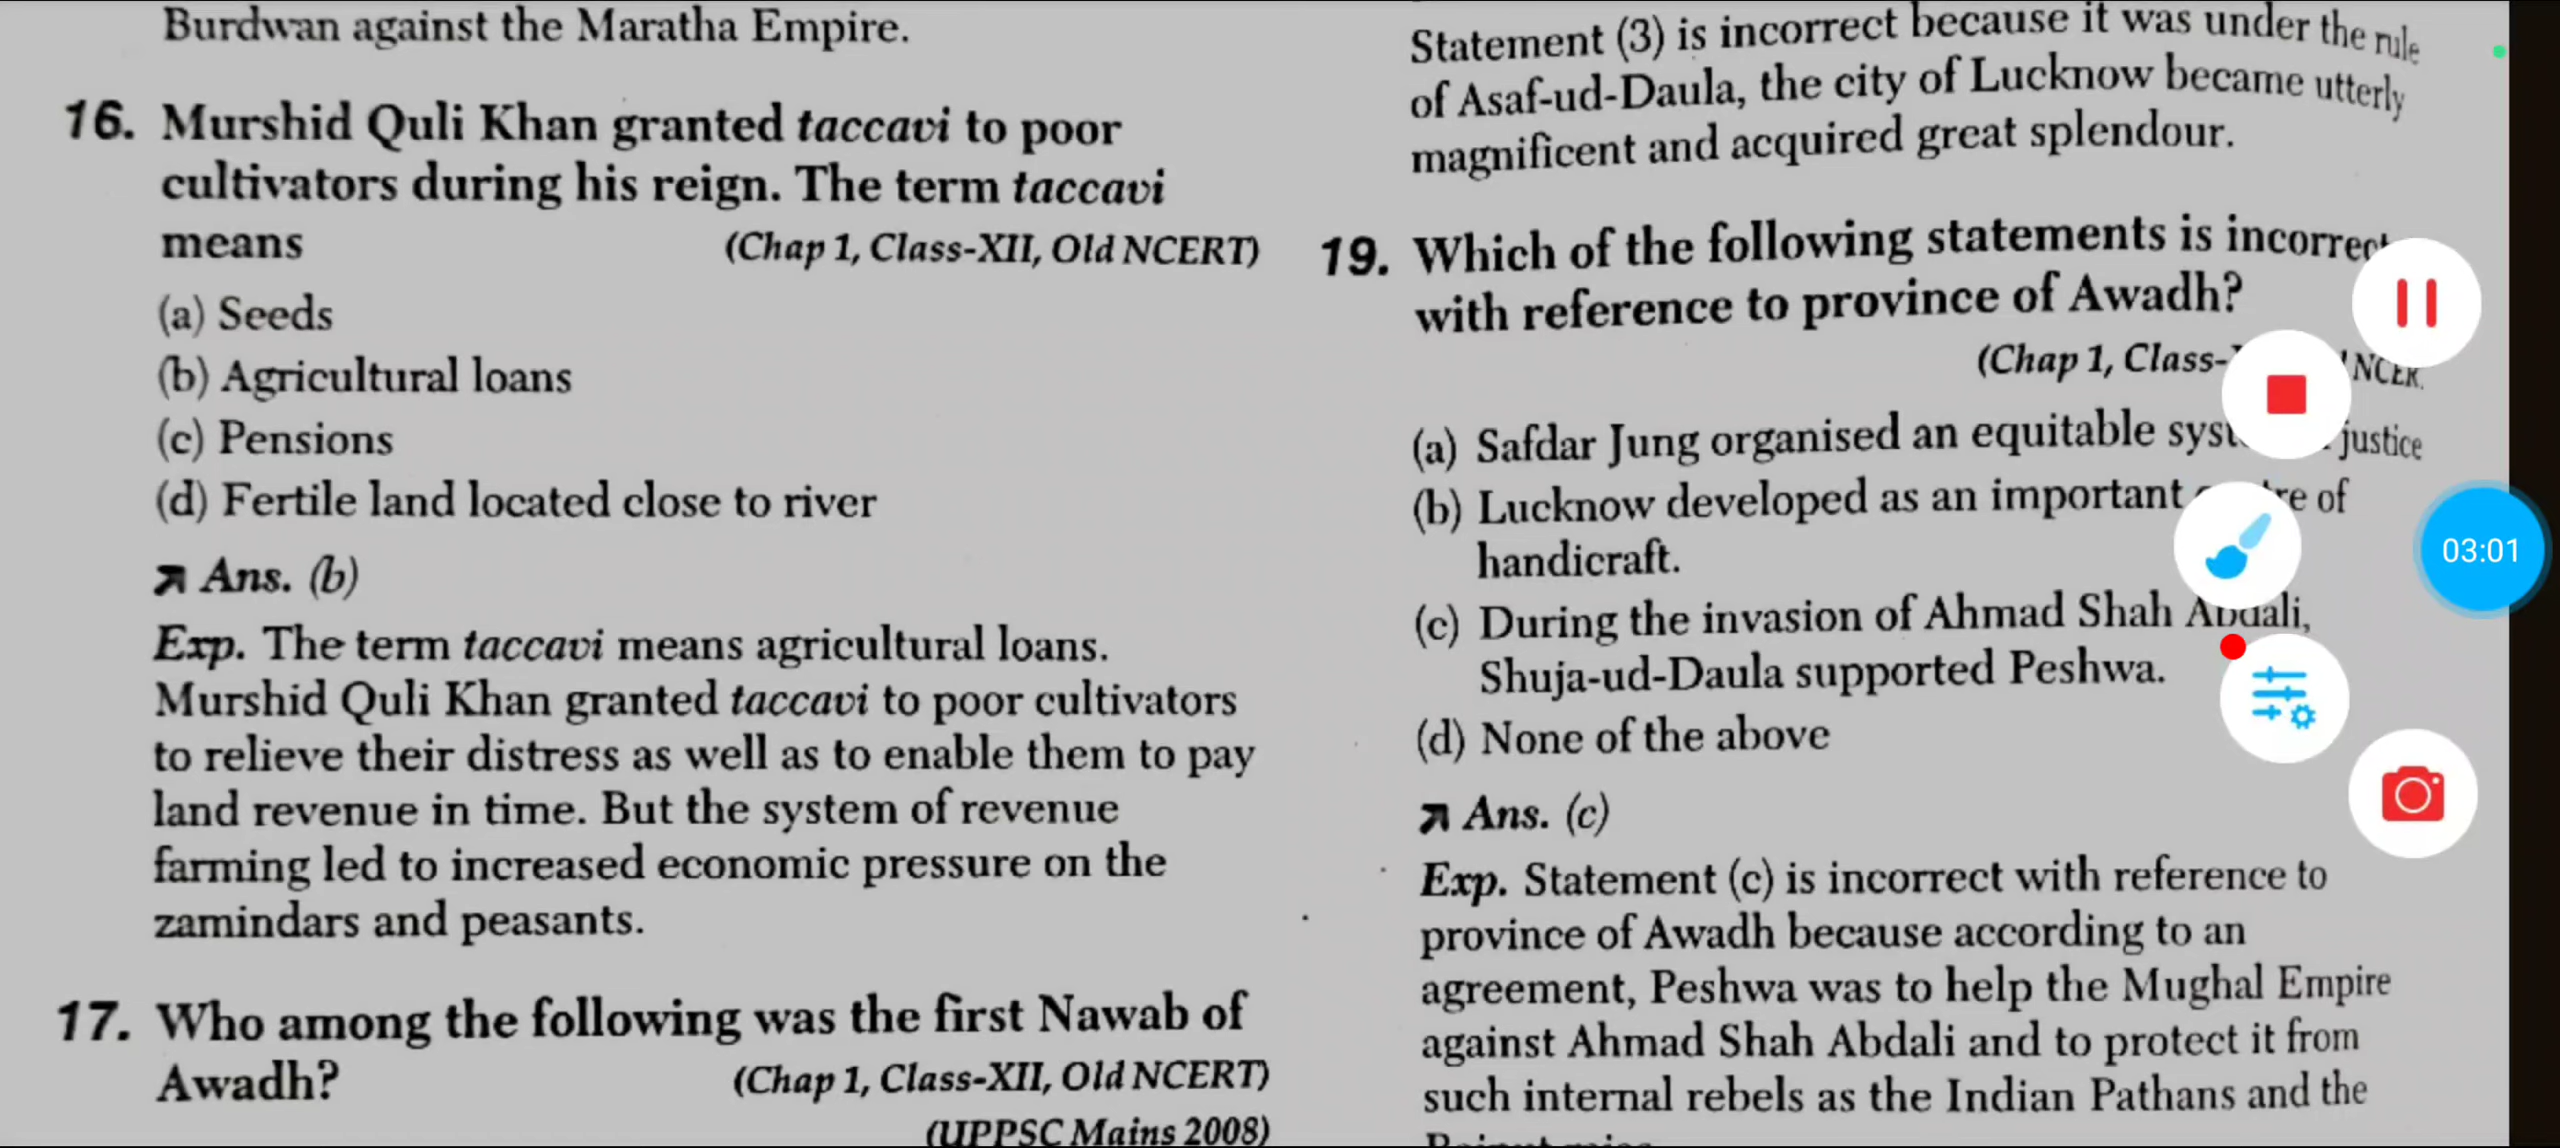 Burdwan against the Maratha Empire.
16. Murshid Quli Khan granted taccavi to poor
cultivators during his reign. The term taccavi
means (Chap 1, Class-XII, Old NCERT)
(a) Seeds
(b) Agricultural loans
(c) Pensions
(d) Fertile land located close to river
Ans. (b)
Exp. The term taccavi means agricultural loans.
Murshid Quli Khan granted taccavi to poor cultivators
to relieve their distress as well as to enable them to pay
land revenue in time. But the system of revenue
farming led to increased economic pressure on the
zamindars and peasants.
17. Who among the following was the first Nawab of
Awadh? (Chap 1, Class-XII, Old NCERT)
(UPPSC Mains 2008)
Statement (3) is incorrect because it was under the rule
of Asaf-ud-Daula, the city of Lucknow became utterly
magnificent and acquired great splendour.
19. Which of the following statements is incorrect
with reference to province of Awadh?
(Chap 1, Class-
(a) Safdar Jung organised an equitable justice
(b) Lucknow developed as an important of
handicraft.
(c) During the invasion of Ahmad Shah Abdali,
Shuja-ud-Daula supported Peshwa.
(d) None of the above
Ans. (c)
Exp. Statement (c) is incorrect with reference to
province of Awadh because according to an
agreement, Peshwa was to help the Mughal Empire
against Ahmad Shah Abdali and to protect it from
such internal rebels as the Indian Pathans and the
03:01